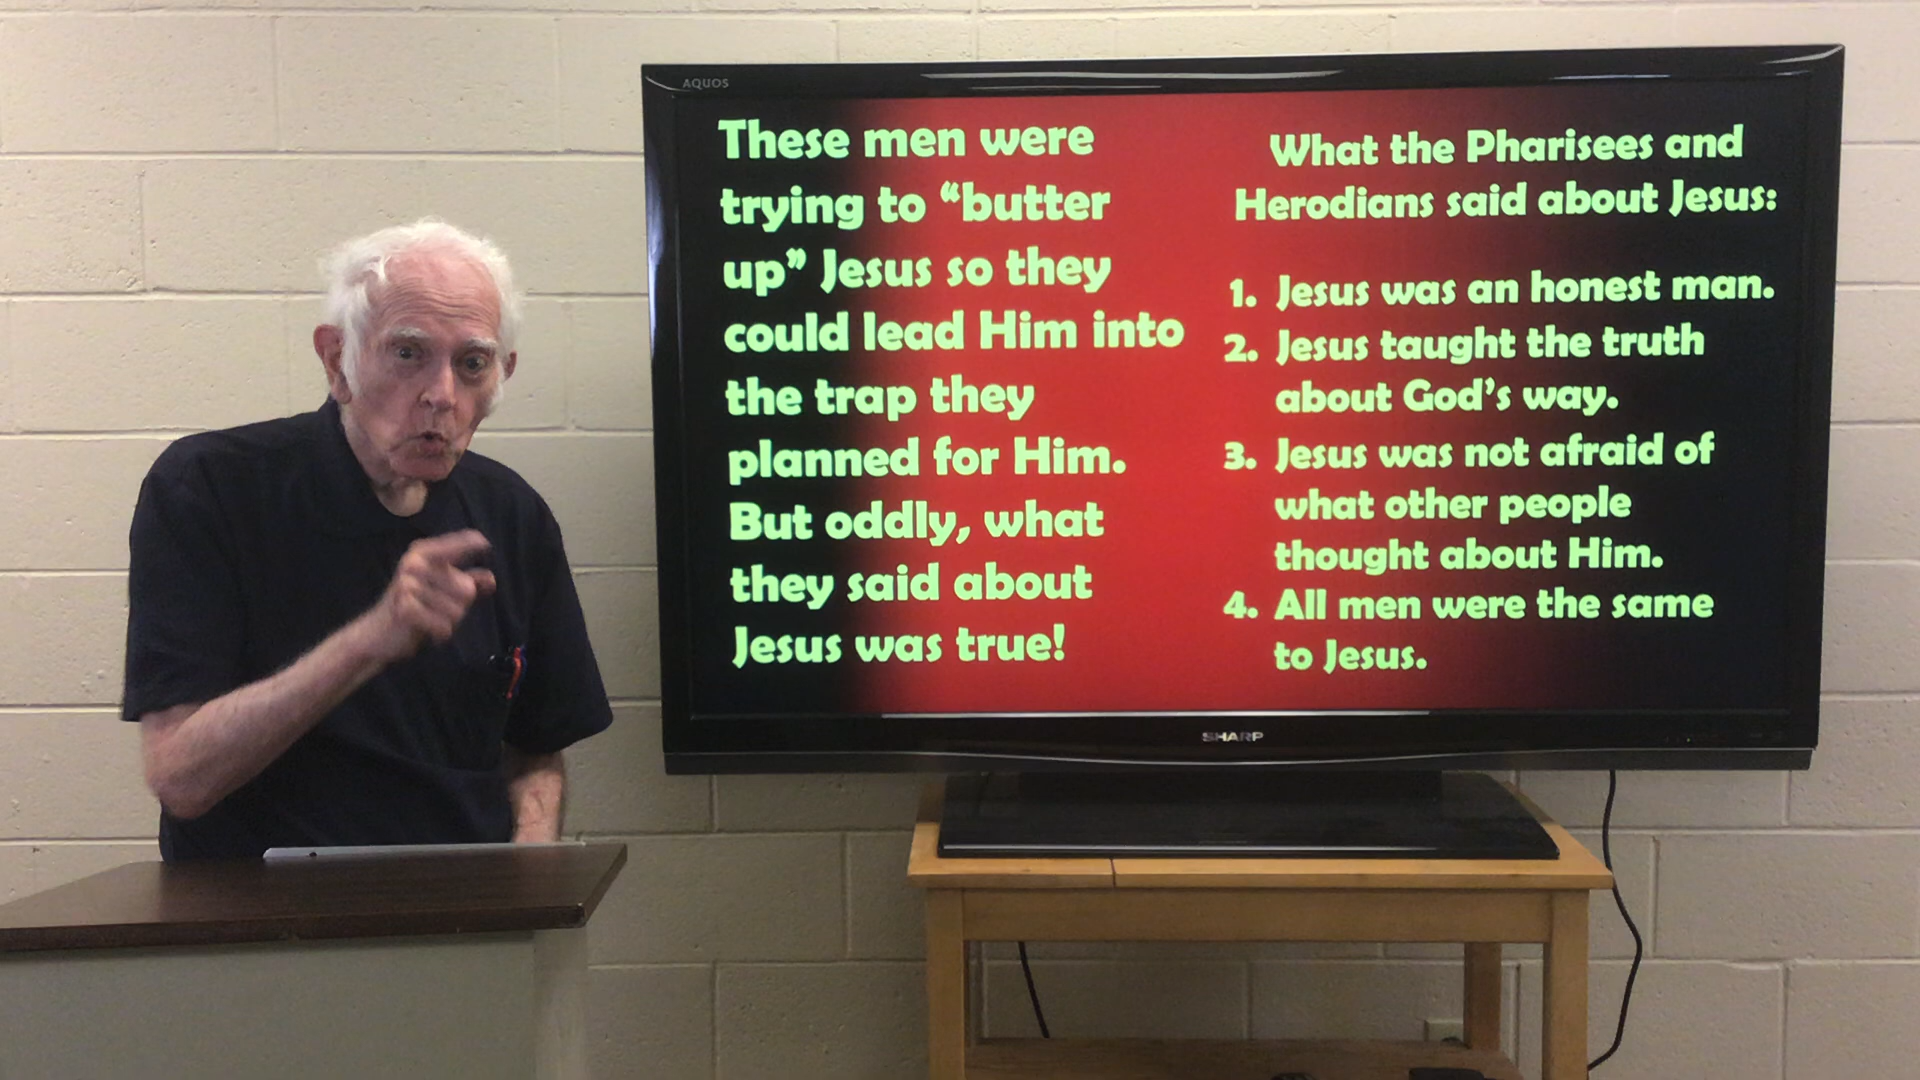 AQUOS
These men were
trying to “butter
up” Jesus so they
could lead Him into
the trap they
planned for Him.
But oddly, what
they said about
Jesus was true!
What the Pharisees and
Herodians said about Jesus:
1. Jesus was an honest man.
2. Jesus taught the truth
about God’s way.
3. Jesus was not afraid of
what other people
thought about Him.
4. All men were the same
to Jesus.
SHARP